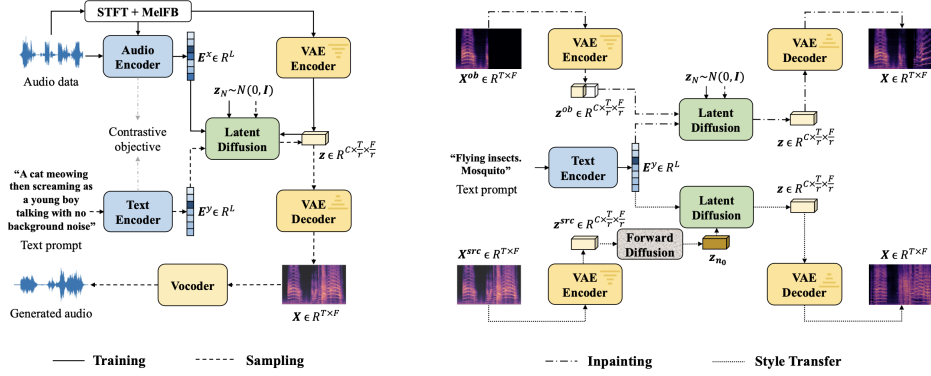 STFT + MelFB
Audio data
Audio
Encoder
E^x ∈ R^L
VAE
Encoder
z_N ~ N(0, I)
Contrastive
objective
Latent
Diffusion
z ∈ R^{C×T/r×F/r}
“A cat meowing
then screaming as
a young boy
talking with no
background noise”
Text prompt
Text
Encoder
E^y ∈ R^L
VAE
Decoder
Generated audio
Vocoder
X ∈ R^{T×F}
Training
Sampling
X^{ob} ∈ R^{T×F}
VAE
Encoder
z^{ob} ∈ R^{C×T/r×F/r}
z_N ~ N(0, I)
Latent
Diffusion
VAE
Decoder
X ∈ R^{T×F}
z ∈ R^{C×T/r×F/r}
“Flying insects.
Mosquito”
Text prompt
Text Encoder
E^y ∈ R^L
Latent
Diffusion
z ∈ R^{C×T/r×F/r}
z^{src} ∈ R^{C×T/r×F/r}
Forward
Diffusion
z_{n_0}
X^{src} ∈ R^{T×F}
VAE
Encoder
VAE
Decoder
X ∈ R^{T×F}
Inpainting
Style Transfer